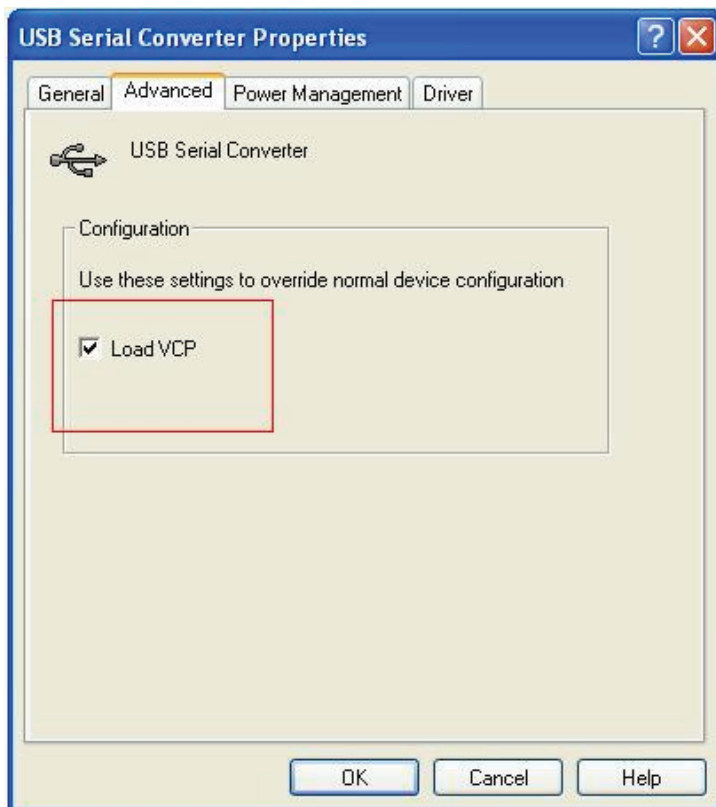 USB Serial Converter Properties
General Advanced Power Management Driver
USB Serial Converter
Configuration
Use these settings to override normal device configuration
Load VCP
OK Cancel Help